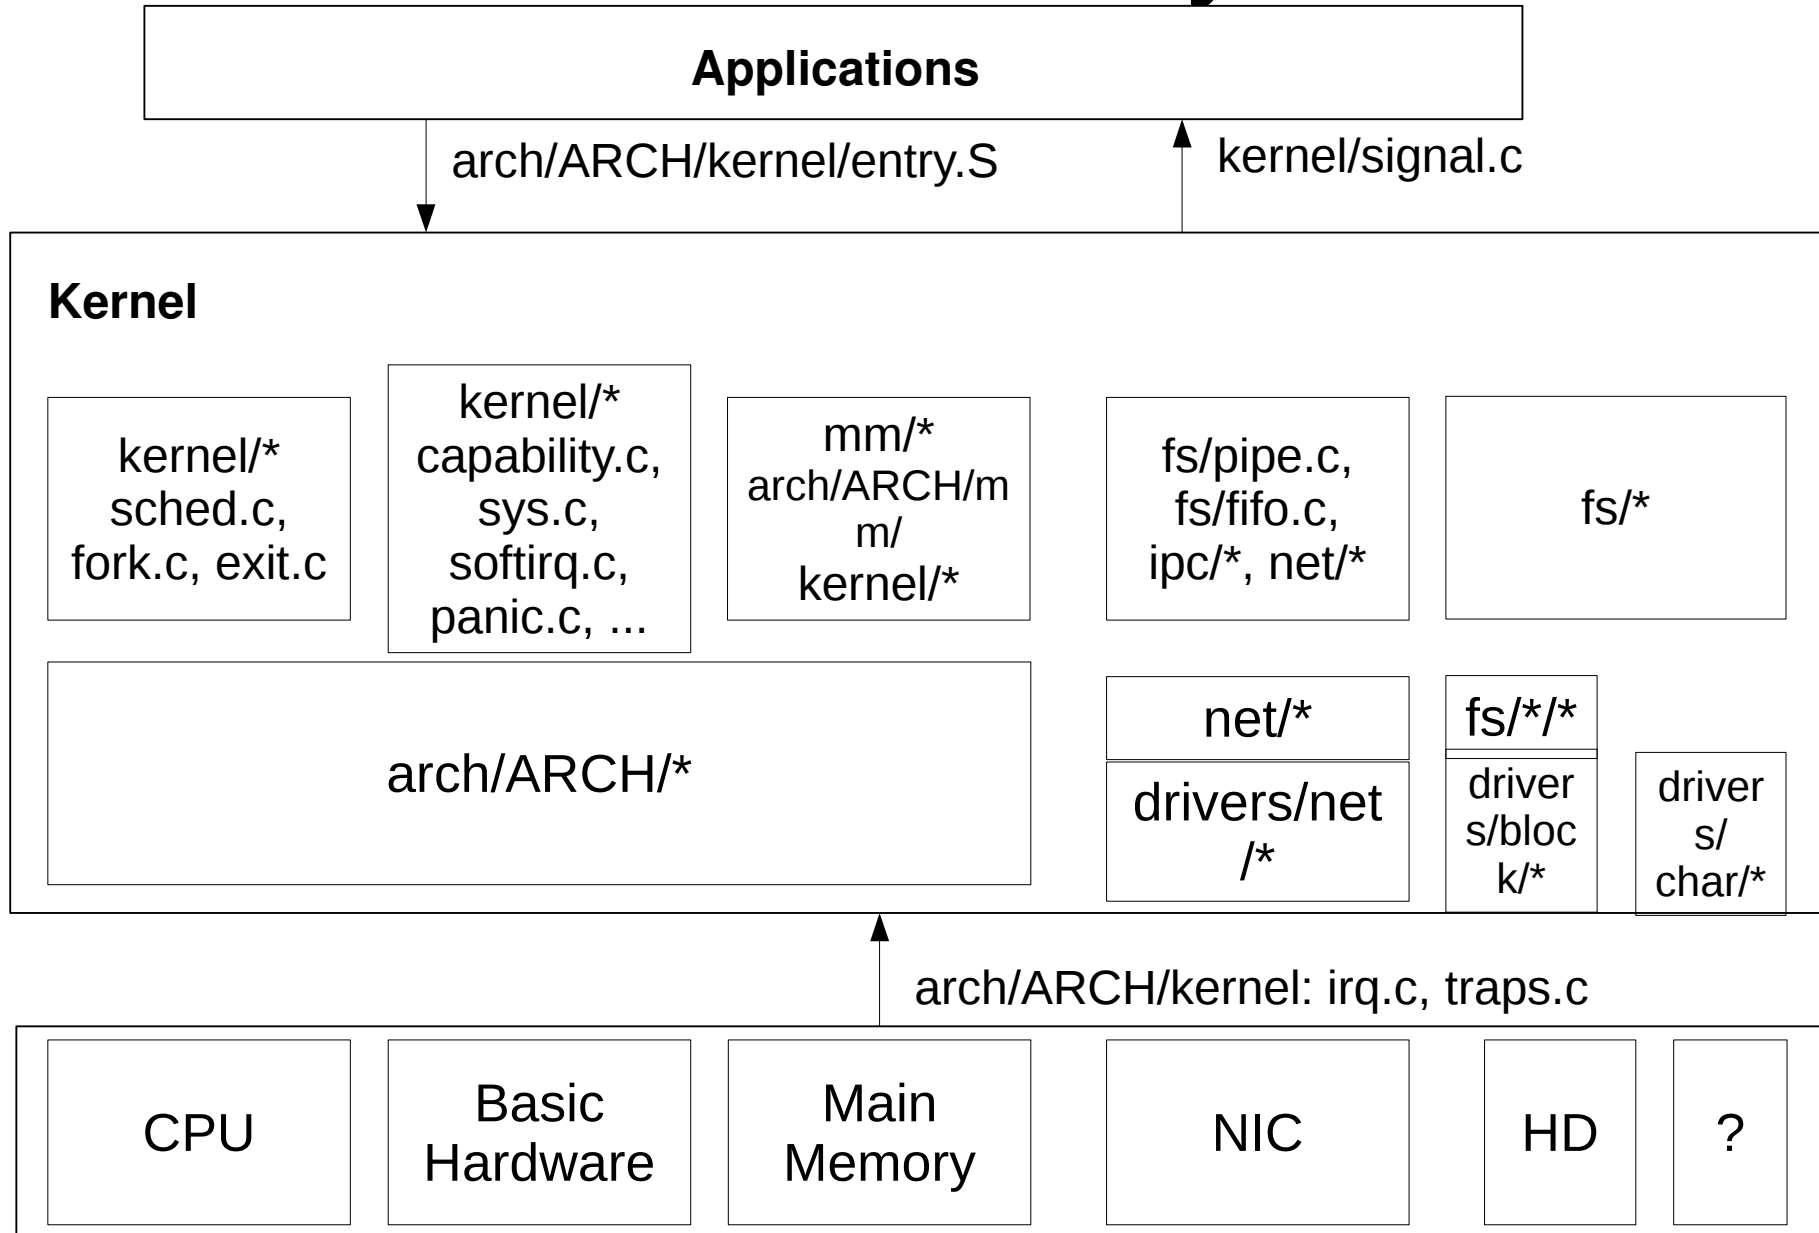 Applications
arch/ARCH/kernel/entry.S
kernel/signal.c
Kernel
kernel/*
sched.c,
fork.c, exit.c
kernel/*
capability.c,
sys.c,
softirq.c,
panic.c, ...
mm/*
arch/ARCH/m
m/
kernel/*
fs/pipe.c,
fs/fifo.c,
ipc/*, net/*
fs/*
arch/ARCH/*
net/*
drivers/net
/*
fs/*/*
driver
s/bloc
k/*
driver
s/
char/*
arch/ARCH/kernel: irq.c, traps.c
CPU
Basic
Hardware
Main
Memory
NIC
HD
?